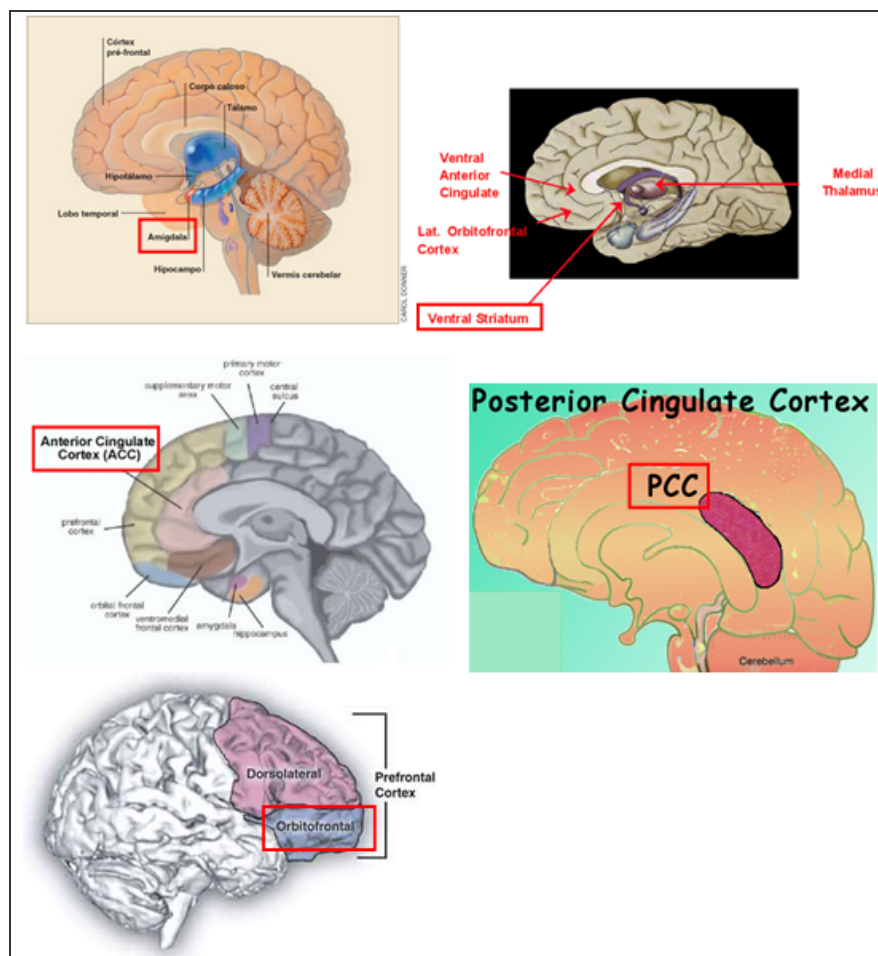 Córtex
pré-frontal
Corpo caloso
Tálamo
Hipotálamo
Lobo temporal
Amigdala
Hipocampo
Vermis cerebelar
CAROL DONNER
Ventral
Anterior
Cingulate
Medial
Thalamus
Lat. Orbitofrontal
Cortex
Ventral Striatum
primary motor
cortex
supplementary motor
area
central
sulcus
Anterior Cingulate
Cortex (ACC)
prefrontal
cortex
orbital frontal
cortex
ventromedial
frontal cortex
amygdala
hippocampus
Posterior Cingulate Cortex
PCC
Cerebellum
Dorsolateral
Prefrontal
Cortex
Orbitofrontal